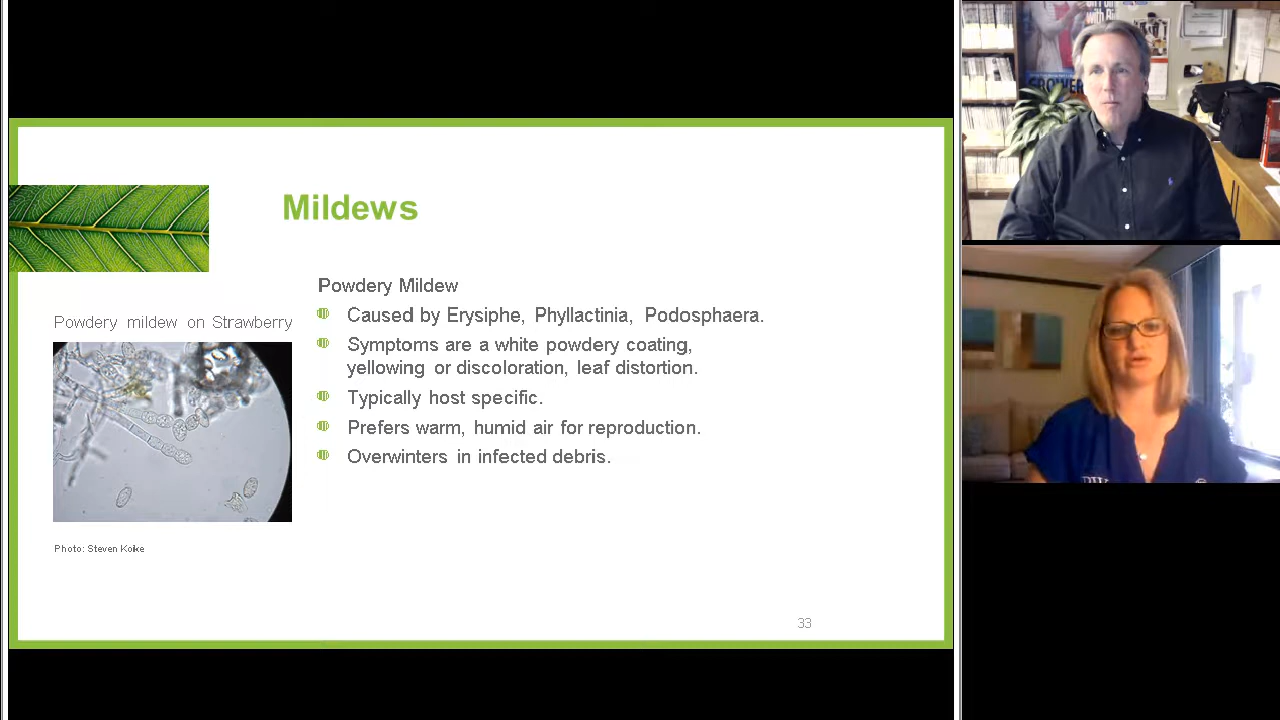 Mildews
Powdery Mildew
Caused by Erysiphe, Phyllactinia, Podosphaera.
Symptoms are a white powdery coating,
yellowing or discoloration, leaf distortion.
Typically host specific.
Prefers warm, humid air for reproduction.
Overwinters in infected debris.
Powdery mildew on Strawberry
Photo: Steven Koike
33
GROWER